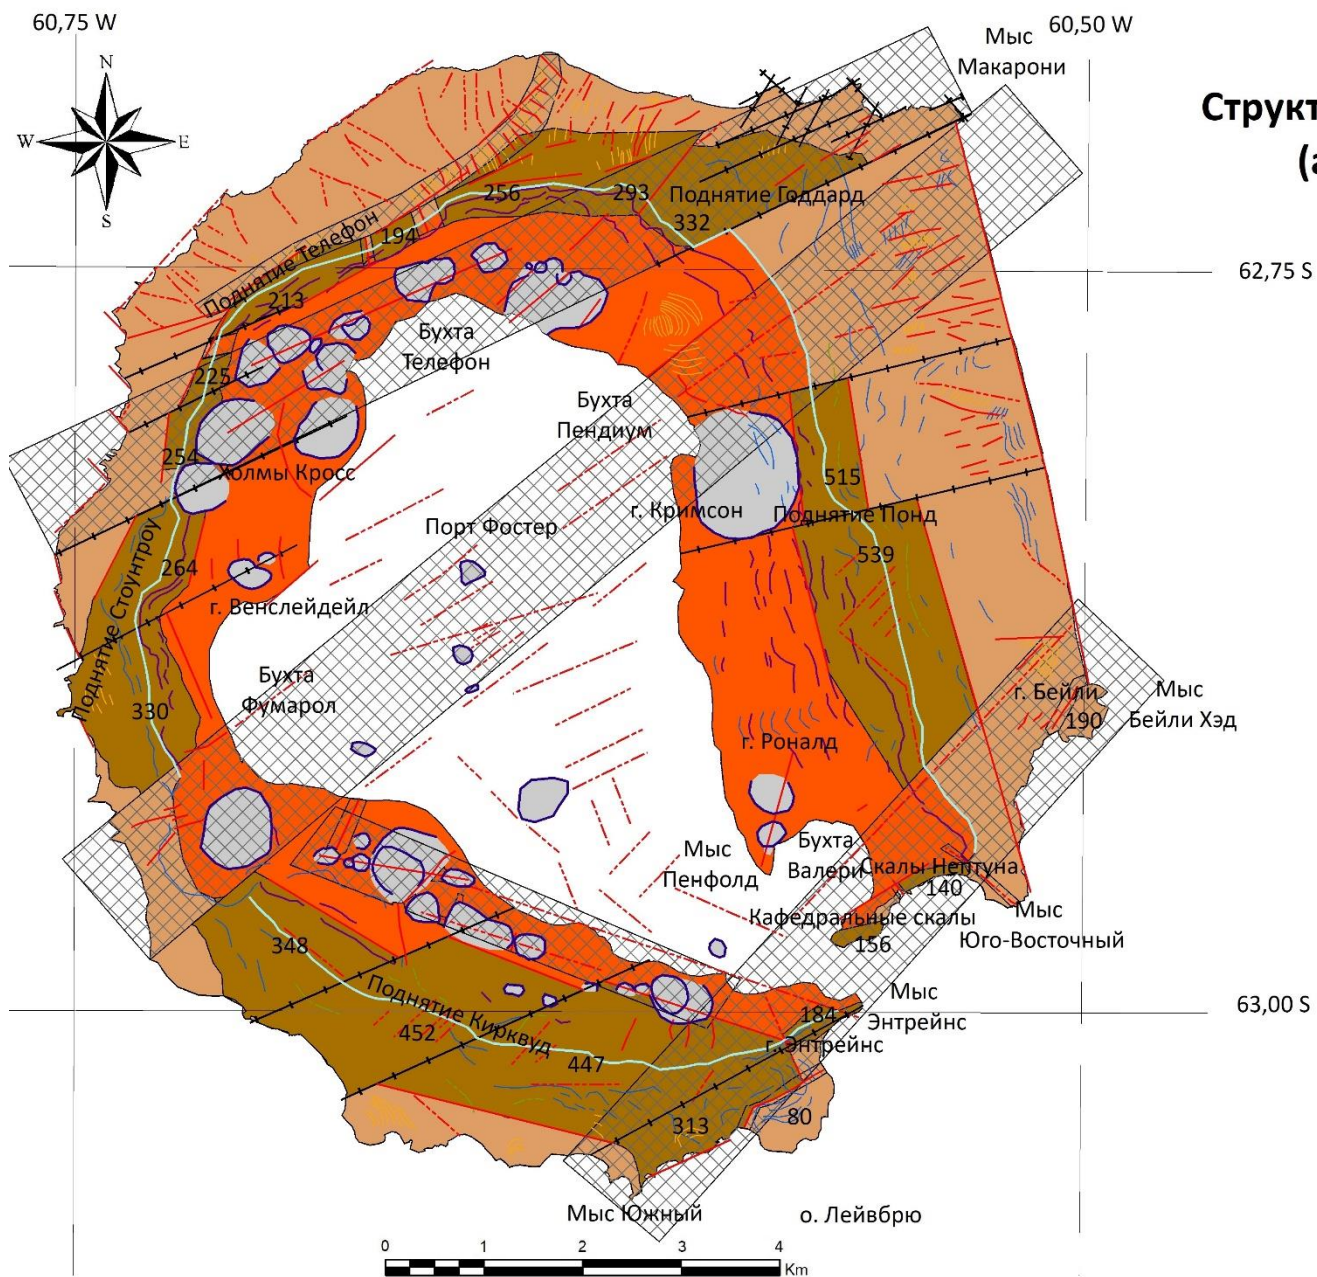 60,75 W
60,50 W
Мыс
Макарони
N
W
E
S
Структ
(а
256
293
Поднятие Годдард
332
194
Поднятие Телефон
213
62,75 S
Бухта
Телефон
225
Бухта
Пендиум
254
Холмы Кросс
515
г. Кримсон
Поднятие Понд
Порт Фостер
539
264
г. Венслейдейл
Поднятие Стоунтроу
Бухта
Фумарол
330
г. Бейли
190
Мыс
Бейли Хэд
г. Роналд
Мыс
Пенфолд
Бухта
Валери
Скалы Нептуна
140
Кафедральные скалы
156
Мыс
Юго-Восточный
348
Поднятие Кирквуд
452
447
184
Мыс
Энтрейнс
63,00 S
г. Энтрейнс
313
80
Мыс Южный
о. Лейвбрю
0 1 2 3 4
Km